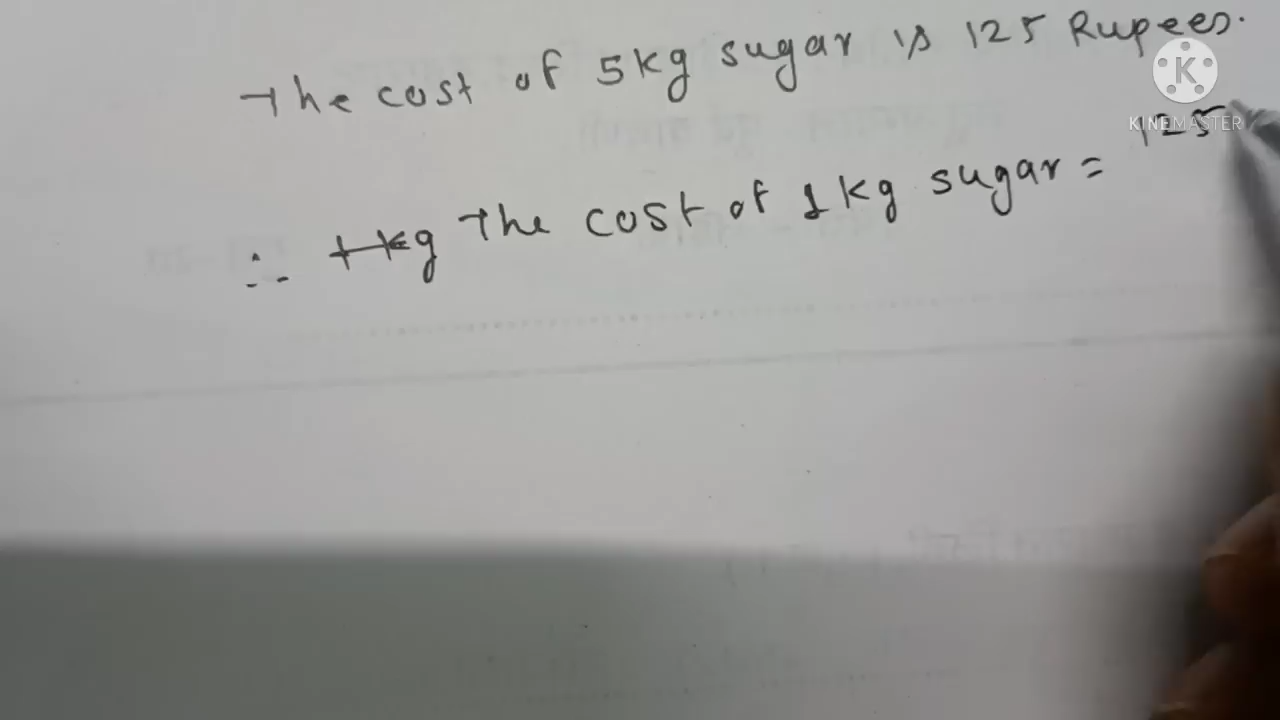 The cost of 5kg sugar is 125 Rupees.
K
KINEMASTER
∴ 1kg The cost of 1kg sugar = 125